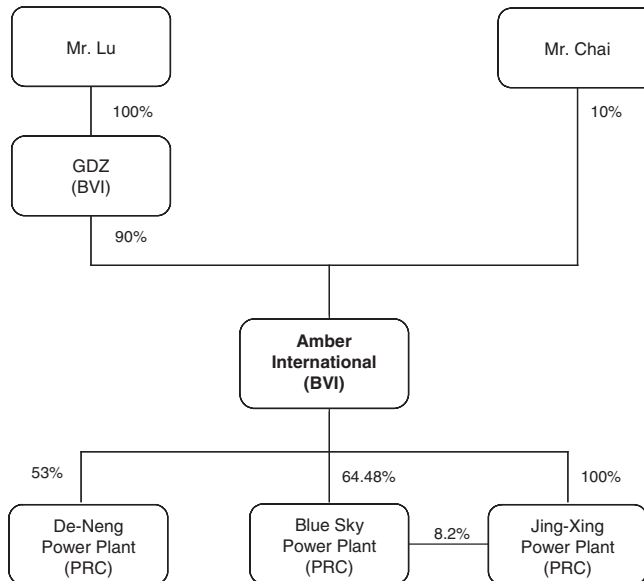 Mr. Lu
Mr. Chai
100%
10%
GDZ
(BVI)
90%
Amber
International
(BVI)
53%
64.48%
100%
De-Neng
Power Plant
(PRC)
Blue Sky
Power Plant
(PRC)
8.2%
Jing-Xing
Power Plant
(PRC)